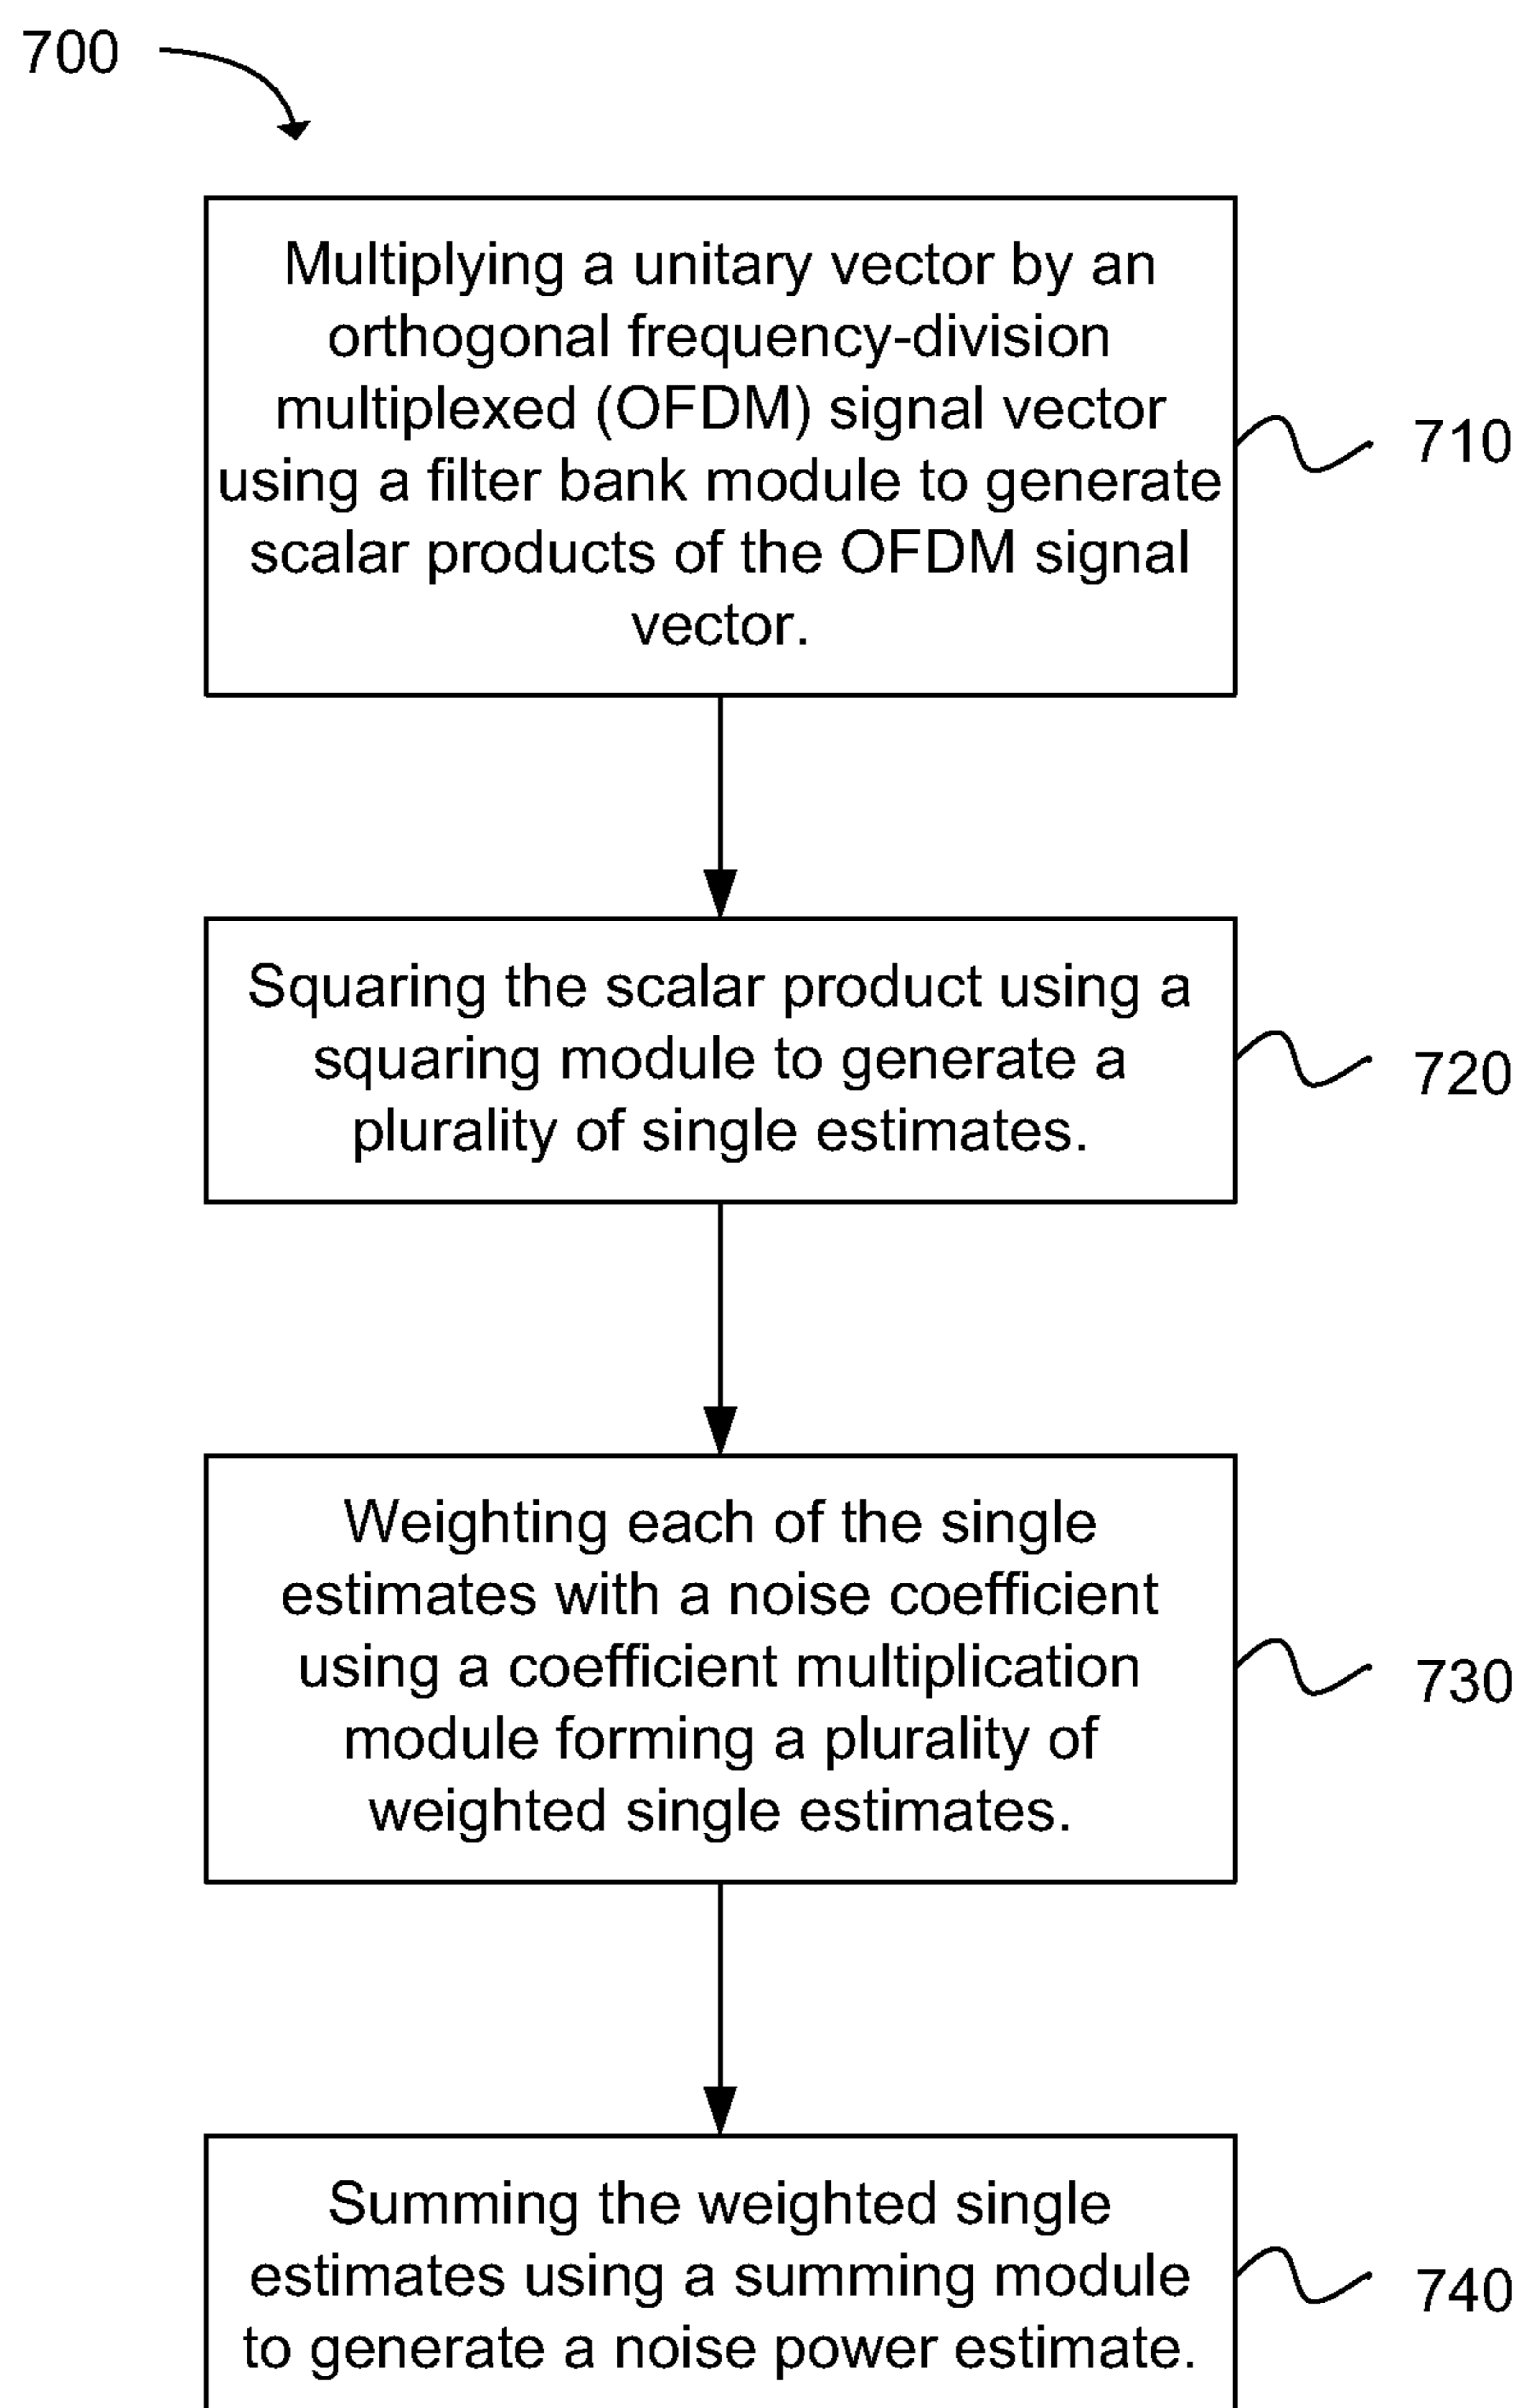 700
Multiplying a unitary vector by an
orthogonal frequency-division
multiplexed (OFDM) signal vector
using a filter bank module to generate
scalar products of the OFDM signal
vector.
710
Squaring the scalar product using a
squaring module to generate a
plurality of single estimates.
720
Weighting each of the single
estimates with a noise coefficient
using a coefficient multiplication
module forming a plurality of
weighted single estimates.
730
Summing the weighted single
estimates using a summing module
to generate a noise power estimate.
740